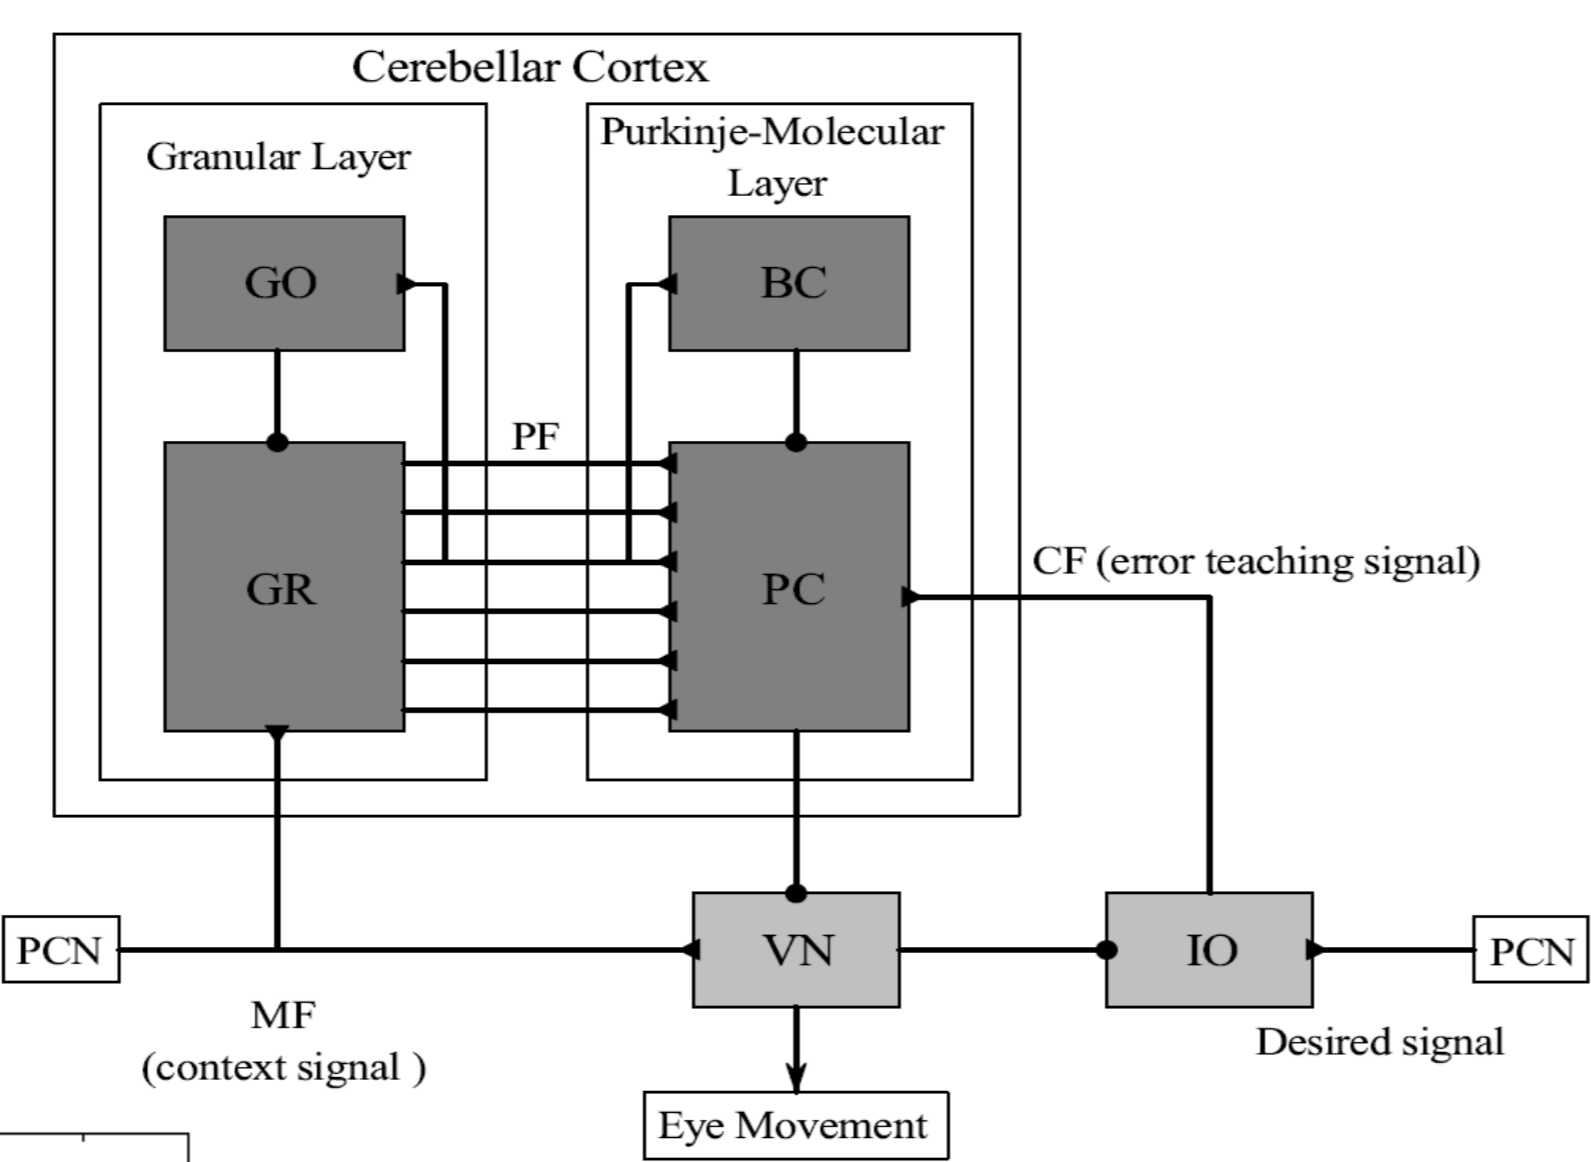 Cerebellar Cortex
Granular Layer
Purkinje-Molecular
Layer
GO
BC
PF
GR
PC
CF (error teaching signal)
PCN
VN
IO
PCN
MF
(context signal )
Desired signal
Eye Movement